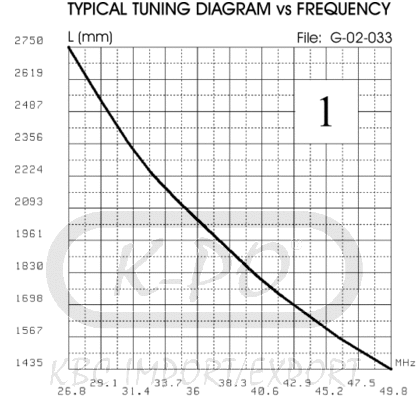 TYPICAL TUNING DIAGRAM vs FREQUENCY
L (mm) File: G-02-033
2750
2619
2487
2356
2224
2093
1961
1830
1698
1567
1435
1
K-PO
KBC IMPORT/EXPORT
MHz
29.1 33.7 38.3 42.9 47.5
26.8 31.4 36 40.6 45.2 49.8